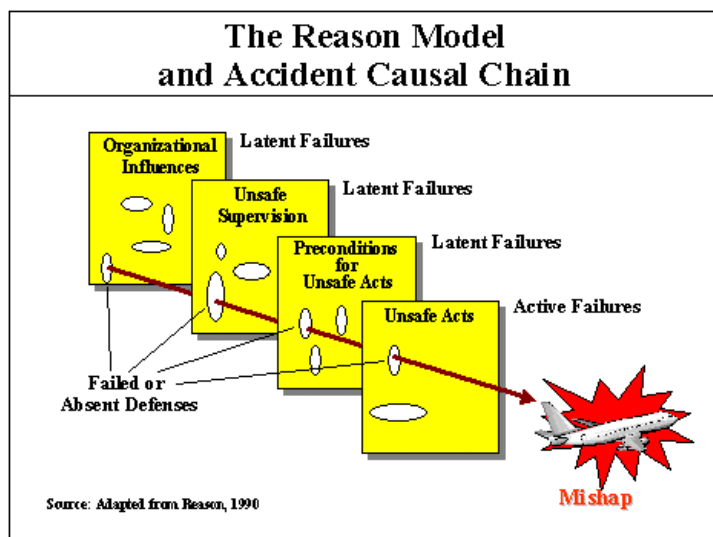 The Reason Model
and Accident Causal Chain
Organizational
Influences
Latent Failures
Unsafe
Supervision
Latent Failures
Preconditions
for
Unsafe Acts
Latent Failures
Unsafe Acts
Active Failures
Failed or
Absent Defenses
Mishap
Source: Adapted from Reason, 1990